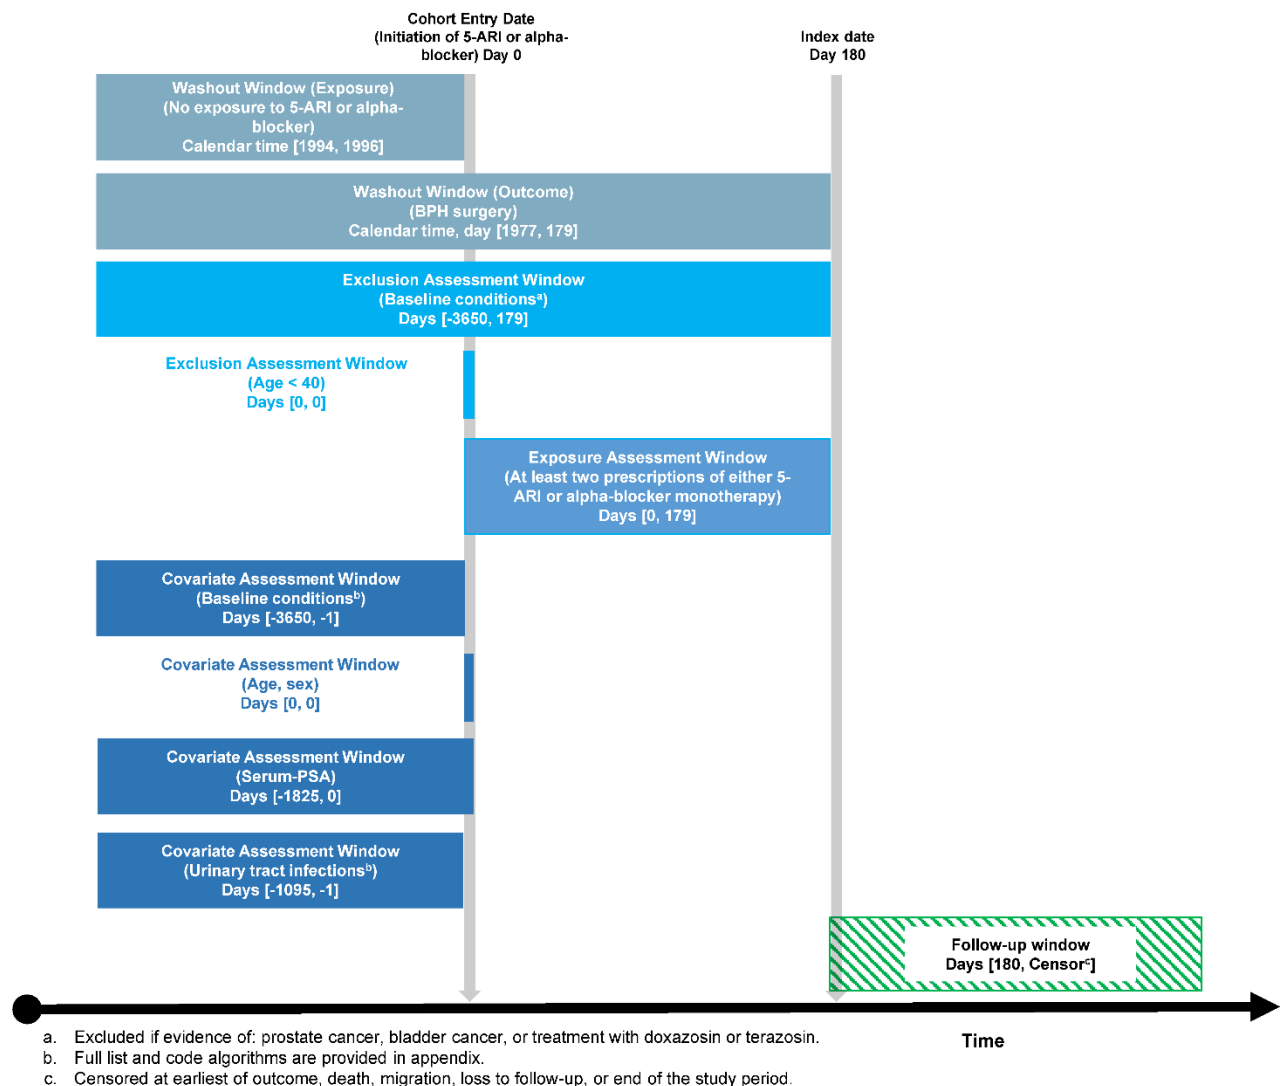 Cohort Entry Date
(Initiation of 5-ARI or alpha-
blocker) Day 0
Index date
Day 180
Washout Window (Exposure)
(No exposure to 5-ARI or alpha-
blocker)
Calendar time [1994, 1996]
Washout Window (Outcome)
(BPH surgery)
Calendar time, day [1977, 179]
Exclusion Assessment Window
(Baseline conditionsᵃ)
Days [-3650, 179]
Exclusion Assessment Window
(Age < 40)
Days [0, 0]
Exposure Assessment Window
(At least two prescriptions of either 5-
ARI or alpha-blocker monotherapy)
Days [0, 179]
Covariate Assessment Window
(Baseline conditionsᵇ)
Days [-3650, -1]
Covariate Assessment Window
(Age, sex)
Days [0, 0]
Covariate Assessment Window
(Serum-PSA)
Days [-1825, 0]
Covariate Assessment Window
(Urinary tract infectionsᵇ)
Days [-1095, -1]
Follow-up window
Days [180, Censorᶜ]
Time
a. Excluded if evidence of: prostate cancer, bladder cancer, or treatment with doxazosin or terazosin.
b. Full list and code algorithms are provided in appendix.
c. Censored at earliest of outcome, death, migration, loss to follow-up, or end of the study period.